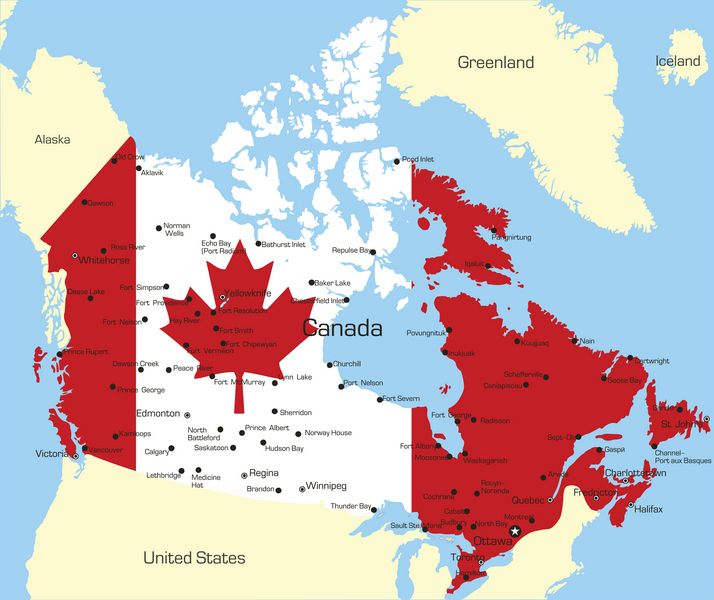 Greenland
Iceland
Alaska
Old Crow
Aklavik
Pond Inlet
Dawson
Norman
Wells
Echo Bay
(Port Radium)
Bathurst Inlet
Repulse Bay
Pangnirtung
Ross River
Whitehorse
Iqaluit
Fort Simpson
Yellowknife
Baker Lake
Dease Lake
Fort Providence
Chesterfield Inlet
Fort Resolution
Hay River
Fort Nelson
Fort Smith
Canada
Povungnituk
Kuujuaq
Nain
Fort Chipewyan
Fort Vermilion
Inukjuak
Prince Rupert
Dawson Creek
Peace River
Churchill
Cartwright
Schefferville
Goose Bay
Caniapiscau
Prince George
Fort McMurray
Lynn Lake
Port Nelson
Fort Severn
Edmonton
Sherridon
Fort George
Radisson
St. John's
North
Battleford
Prince Albert
Norway House
Kamloops
Saskatoon
Hudson Bay
Sept-Iles
Fort Albany
Vancouver
Victoria
Calgary
Moosonee
Waskaganish
Gaspé
Channel-
Port aux Basques
Lethbridge
Medicine
Hat
Regina
Brandon
Winnipeg
Arvida
Charlottetown
Rouyn-
Noranda
Cochrane
Quebec
Fredricton
Halifax
Thunder Bay
Cobalt
Montreal
Sault Ste. Marie
Sudbury
North Bay
Ottawa
United States
Toronto
Hamilton